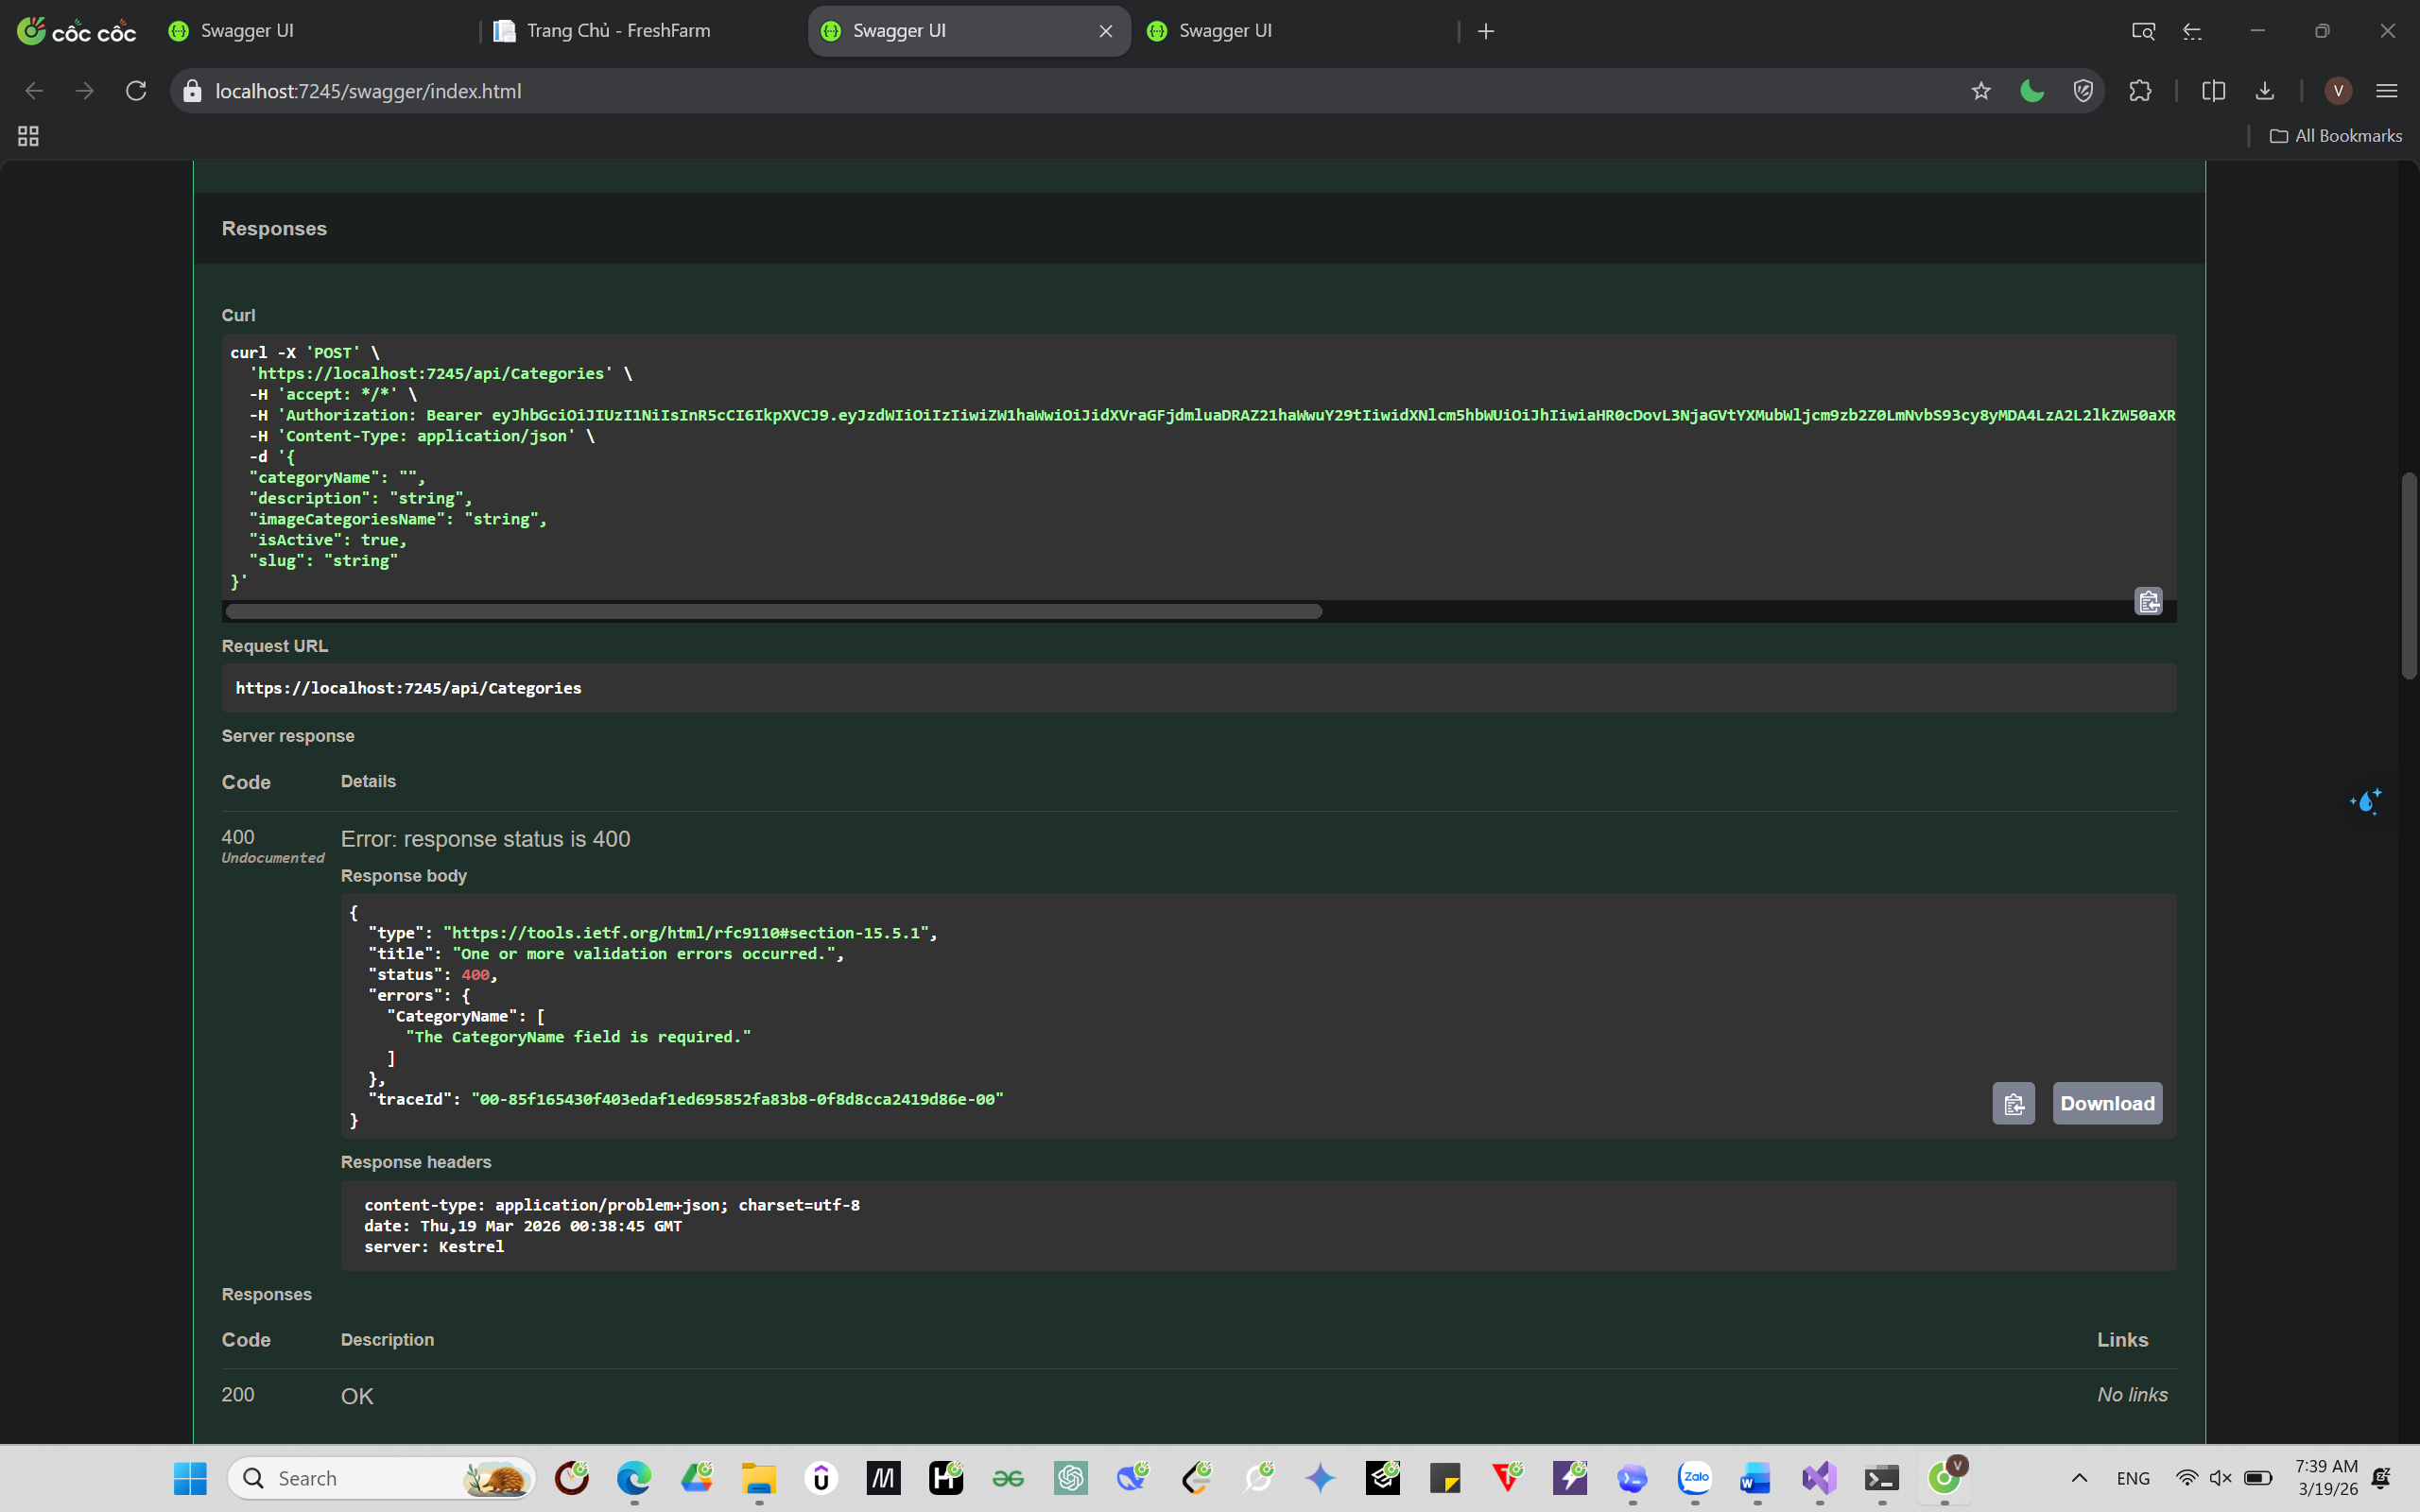 cốc cốc
Swagger UI
Trang Chủ - FreshFarm
Swagger UI
Swagger UI
localhost:7245/swagger/index.html
V
All Bookmarks
Responses
Curl
curl -X 'POST' \
'https://localhost:7245/api/Categories' \
-H 'accept: */*' \
-H 'Authorization: Bearer eyJhbGciOiJIUzI1NiIsInR5cCI6IkpXVCJ9.eyJzdWIiOiIzIiwiZW1haWwiOiJidXVraGFjdmluaDRAZ21haWwuY29tIiwidXNlcm5hbWUiOiJhIiwiaHR0cDovL3NjaGVtYXMubWljcm9zb2Z0LmNvbS93cy8yMDA4LzA2L2lkZW50aXR
-H 'Content-Type: application/json' \
-d '{
"categoryName": "",
"description": "string",
"imageCategoriesName": "string",
"isActive": true,
"slug": "string"
}'
Request URL
https://localhost:7245/api/Categories
Server response
Code
Details
400
Undocumented
Error: response status is 400
Response body
{
"type": "https://tools.ietf.org/html/rfc9110#section-15.5.1",
"title": "One or more validation errors occurred.",
"status": 400,
"errors": {
"CategoryName": [
"The CategoryName field is required."
]
},
"traceId": "00-85f165430f403edaf1ed695852fa83b8-0f8d8cca2419d86e-00"
}
Download
Response headers
content-type: application/problem+json; charset=utf-8
date: Thu,19 Mar 2026 00:38:45 GMT
server: Kestrel
Responses
Code
Description
Links
200
OK
No links
Search
Zalo
V
ENG
7:39 AM
3/19/26